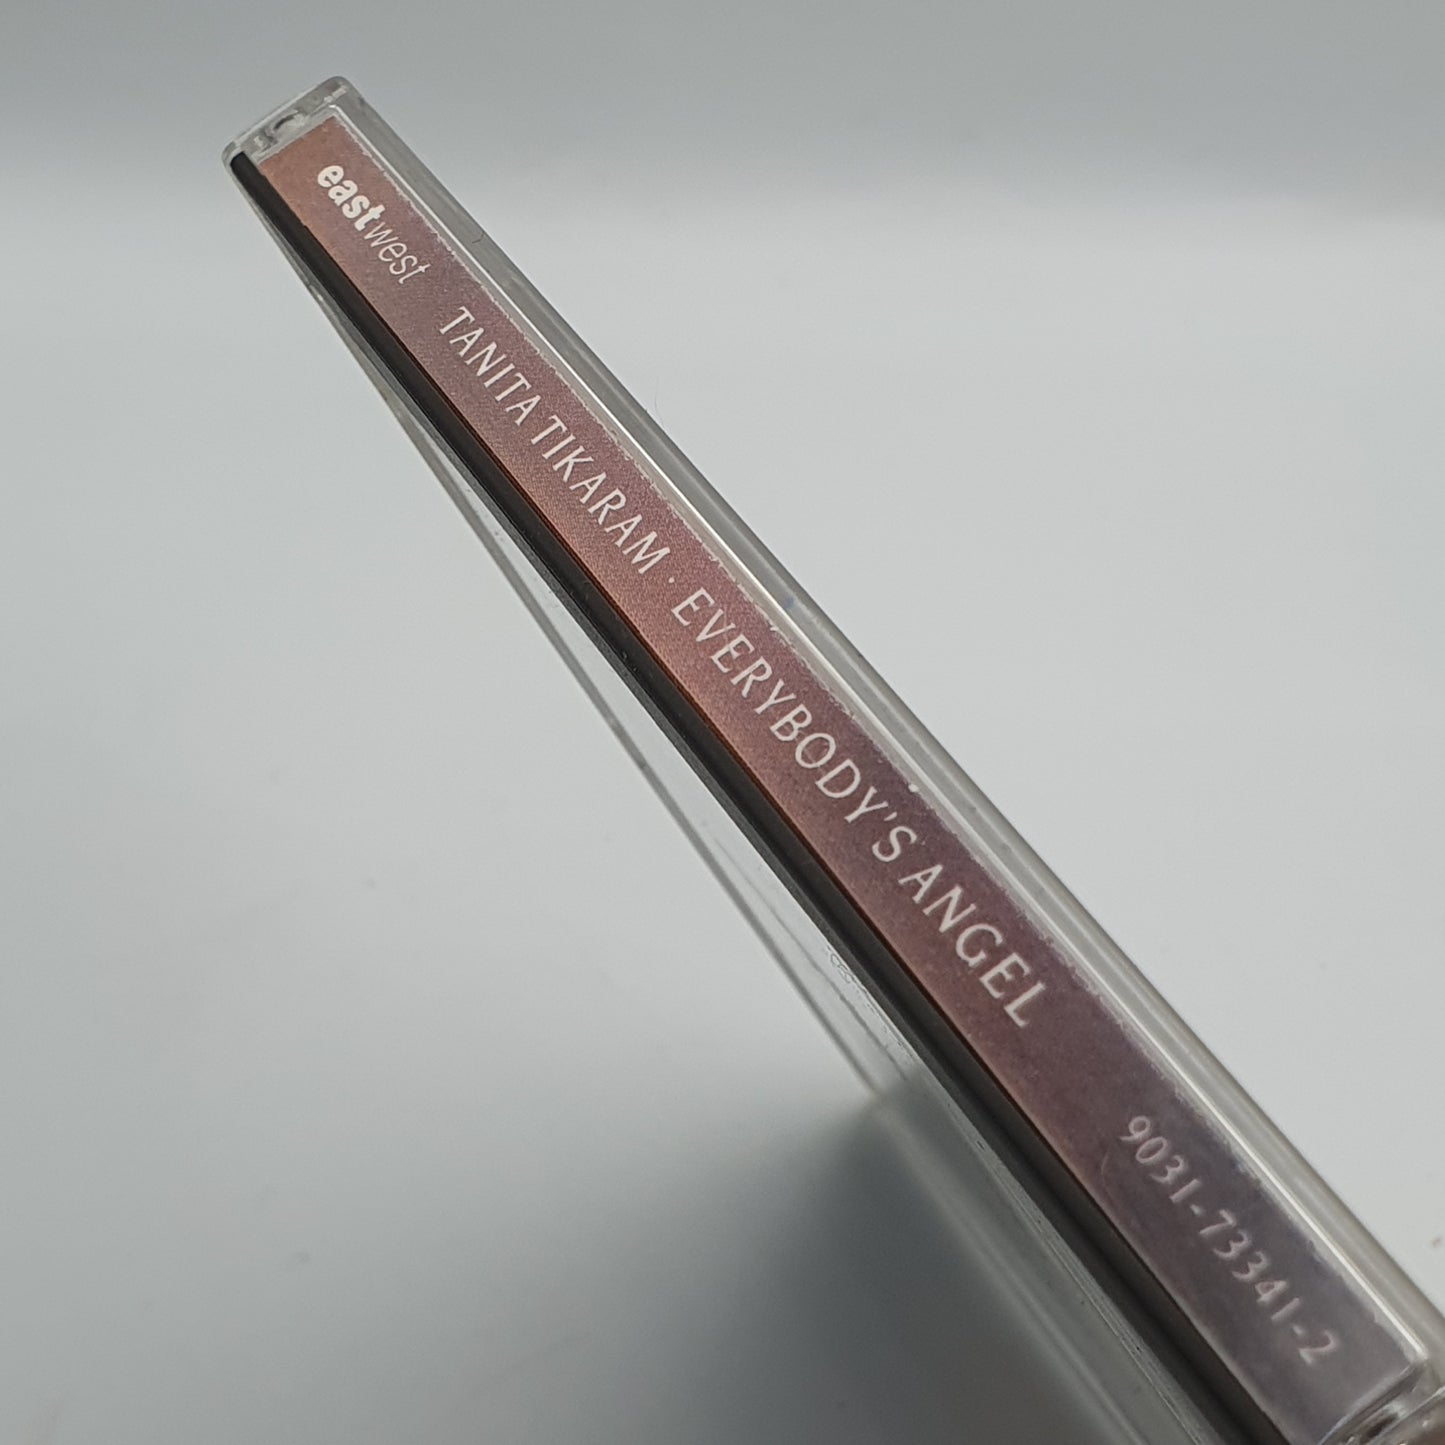 eastwest TANITA TIKARAM · EVERYBODY'S ANGEL 9031-73341-2